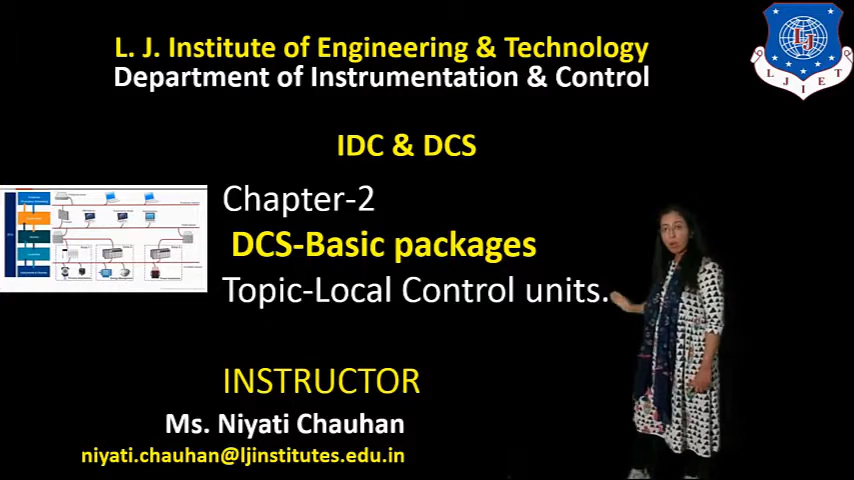 L. J. Institute of Engineering & Technology
Department of Instrumentation & Control
L J
L J I E T
IDC & DCS
Chapter-2
DCS-Basic packages
Topic-Local Control units.
INSTRUCTOR
Ms. Niyati Chauhan
niyati.chauhan@ljinstitutes.edu.in